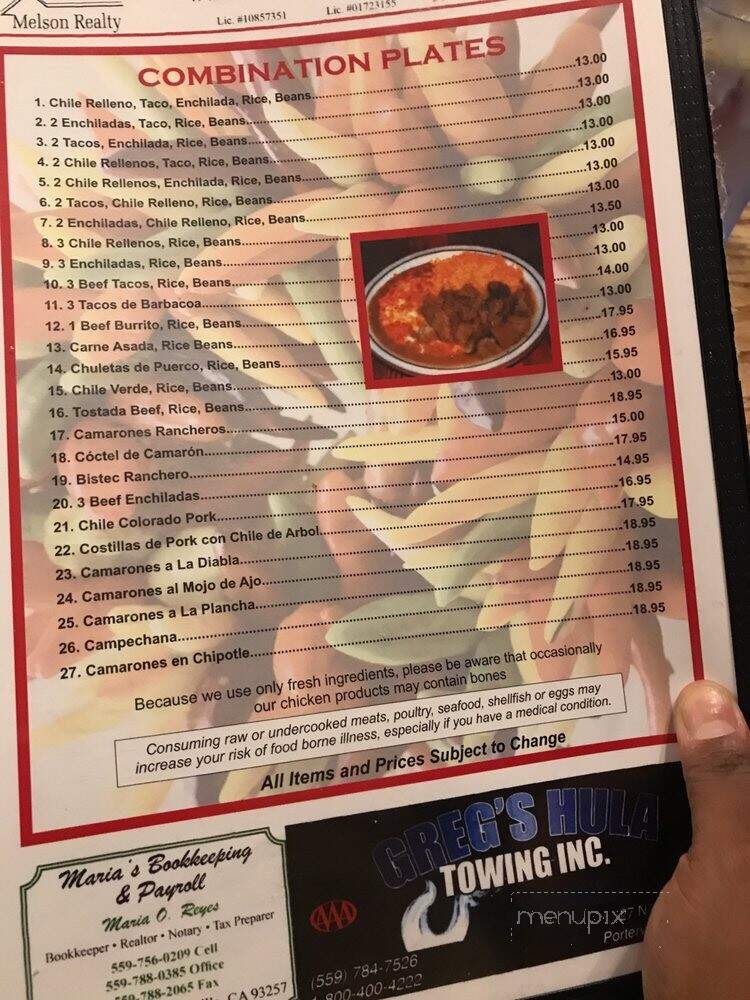 Melson Realty
Lic. #10857351
Lic. #01723155
COMBINATION PLATES
1. Chile Relleno, Taco, Enchilada, Rice, Beans 13.00
2. 2 Enchiladas, Taco, Rice, Beans 13.00
3. 2 Tacos, Enchilada, Rice, Beans 13.00
4. 2 Chile Rellenos, Taco, Rice, Beans 13.00
5. 2 Chile Rellenos, Enchilada, Rice, Beans 13.00
6. 2 Tacos, Chile Relleno, Rice, Beans 13.00
7. 2 Enchiladas, Chile Relleno, Rice, Beans 13.00
8. 3 Chile Rellenos, Rice, Beans 13.50
9. 3 Enchiladas, Rice, Beans 13.00
10. 3 Beef Tacos, Rice, Beans 13.00
11. 3 Tacos de Barbacoa 14.00
12. 1 Beef Burrito, Rice, Beans 13.00
13. Carne Asada, Rice Beans 17.95
14. Chuletas de Puerco, Rice, Beans 16.95
15. Chile Verde, Rice, Beans 15.95
16. Tostada Beef, Rice, Beans 13.00
17. Camarones Rancheros 18.95
18. Cóctel de Camarón 15.00
19. Bistec Ranchero 17.95
20. 3 Beef Enchiladas 14.95
21. Chile Colorado Pork 16.95
22. Costillas de Pork con Chile de Arbol 17.95
23. Camarones a La Diabla 18.95
24. Camarones al Mojo de Ajo 18.95
25. Camarones a La Plancha 18.95
26. Campechana 18.95
27. Camarones en Chipotle 18.95
Because we use only fresh ingredients, please be aware that occasionally
our chicken products may contain bones
Consuming raw or undercooked meats, poultry, seafood, shellfish or eggs may
increase your risk of food borne illness, especially if you have a medical condition.
All Items and Prices Subject to Change
Maria's Bookkeeping
& Payroll
Maria O. Reyes
Bookkeeper • Realtor • Notary • Tax Preparer
559-756-0209 Cell
559-788-0385 Office
559-788-2065 Fax
CA 93257
GREG'S HULA
TOWING INC.
AAA
menupix
(559) 784-7526
1-800-400-4222